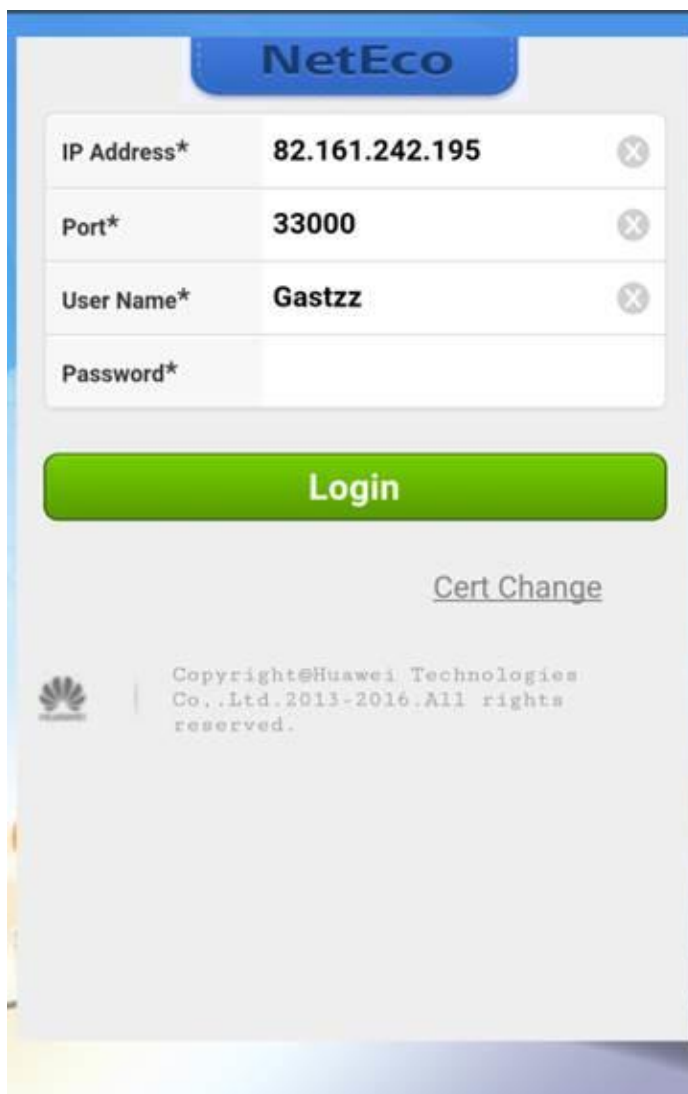 NetEco
IP Address* 82.161.242.195
Port* 33000
User Name* Gastzz
Password*
Login
Cert Change
Copyright@Huawei Technologies
Co,.Ltd.2013-2016.All rights
reserved.